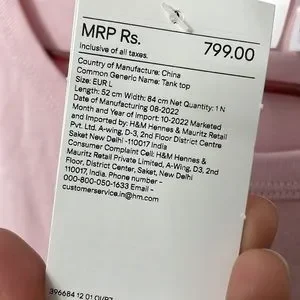 MRP Rs. 799.00
Inclusive of all taxes.
Country of Manufacture: China
Common Generic Name: Tank top
Size: EUR L
Length: 52 cm Width: 84 cm Net Quantity: 1 N
Date of Manufacturing 08-2022
Month and Year of Import: 10-2022 Marketed
and Imported by: H&M Hennes & Mauritz Retail
Pvt. Ltd. A-wing, D-3, 2nd Floor District Centre
Saket New Delhi -110017 India
Consumer Complaint Cell: H&M Hennes &
Mauritz Retail Private Limited, A-Wing, D3, 2nd
Floor, District Center, Saket, New Delhi
110017, India. Phone number -
000-800-050-1633 Email -
customerservice.in@hm.com
396684 12 01